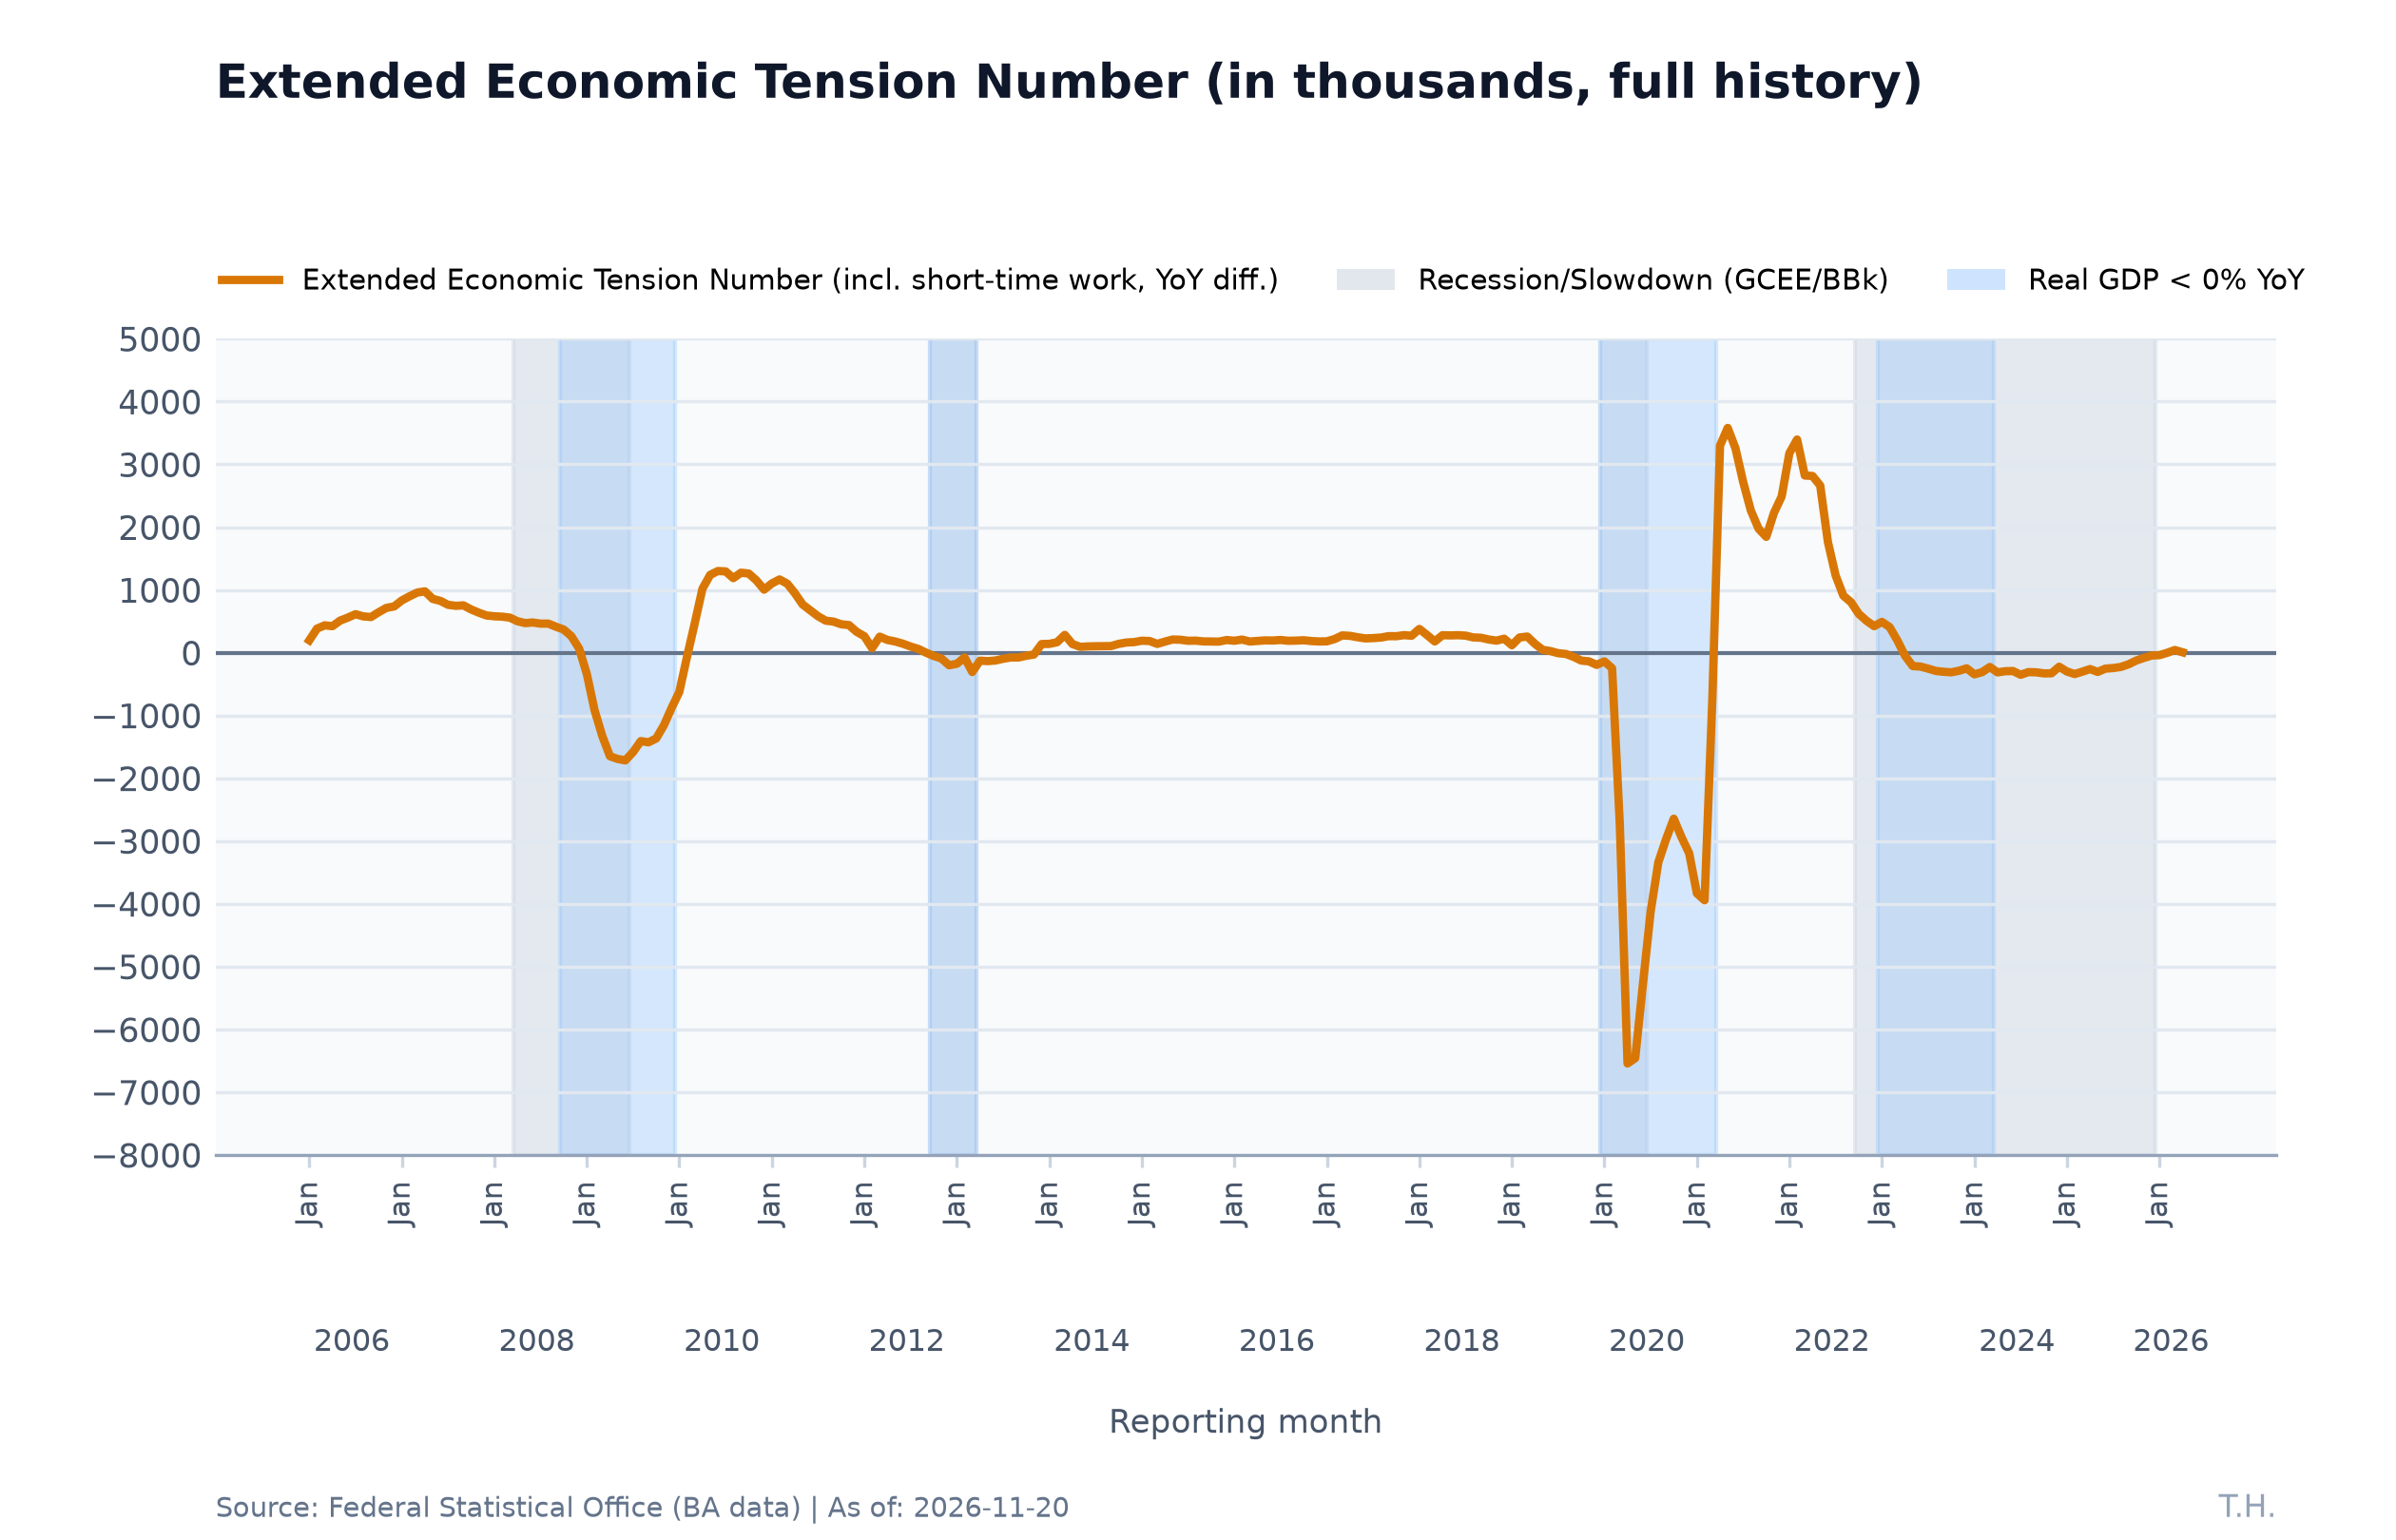 Extended Economic Tension Number (in thousands, full history)
Extended Economic Tension Number (incl. short-time work, YoY diff.) Recession/Slowdown (GCEE/BBk) Real GDP < 0% YoY
5000
4000
3000
2000
1000
0
−1000
−2000
−3000
−4000
−5000
−6000
−7000
−8000
Jan Jan Jan Jan Jan Jan Jan Jan Jan Jan Jan Jan Jan Jan Jan Jan Jan Jan Jan Jan Jan
2006 2008 2010 2012 2014 2016 2018 2020 2022 2024 2026
Reporting month
Source: Federal Statistical Office (BA data) | As of: 2026-11-20 T.H.